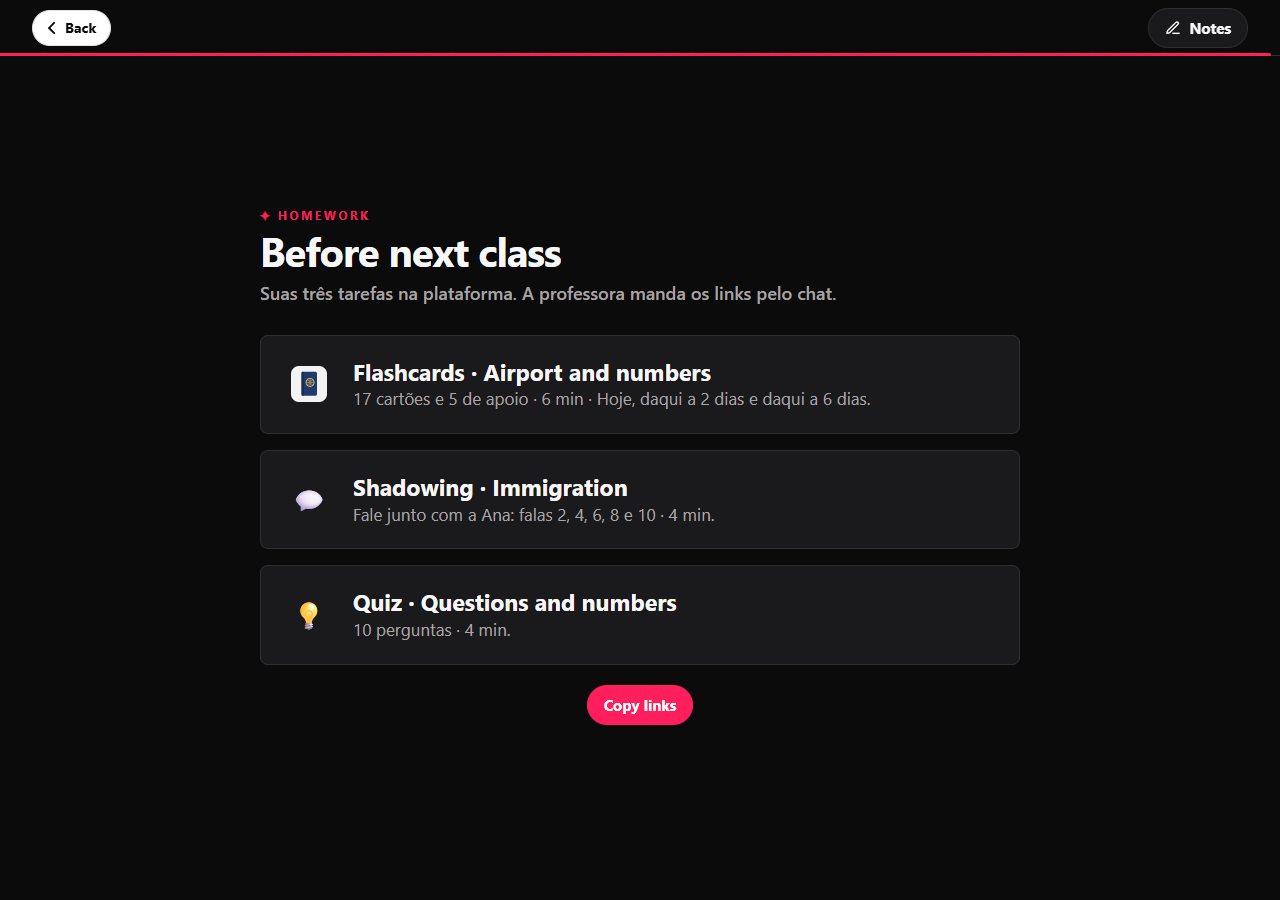 Back
Notes
HOMEWORK
Before next class
Suas três tarefas na plataforma. A professora manda os links pelo chat.
Flashcards · Airport and numbers
17 cartões e 5 de apoio · 6 min · Hoje, daqui a 2 dias e daqui a 6 dias.
Shadowing · Immigration
Fale junto com a Ana: falas 2, 4, 6, 8 e 10 · 4 min.
Quiz · Questions and numbers
10 perguntas · 4 min.
Copy links